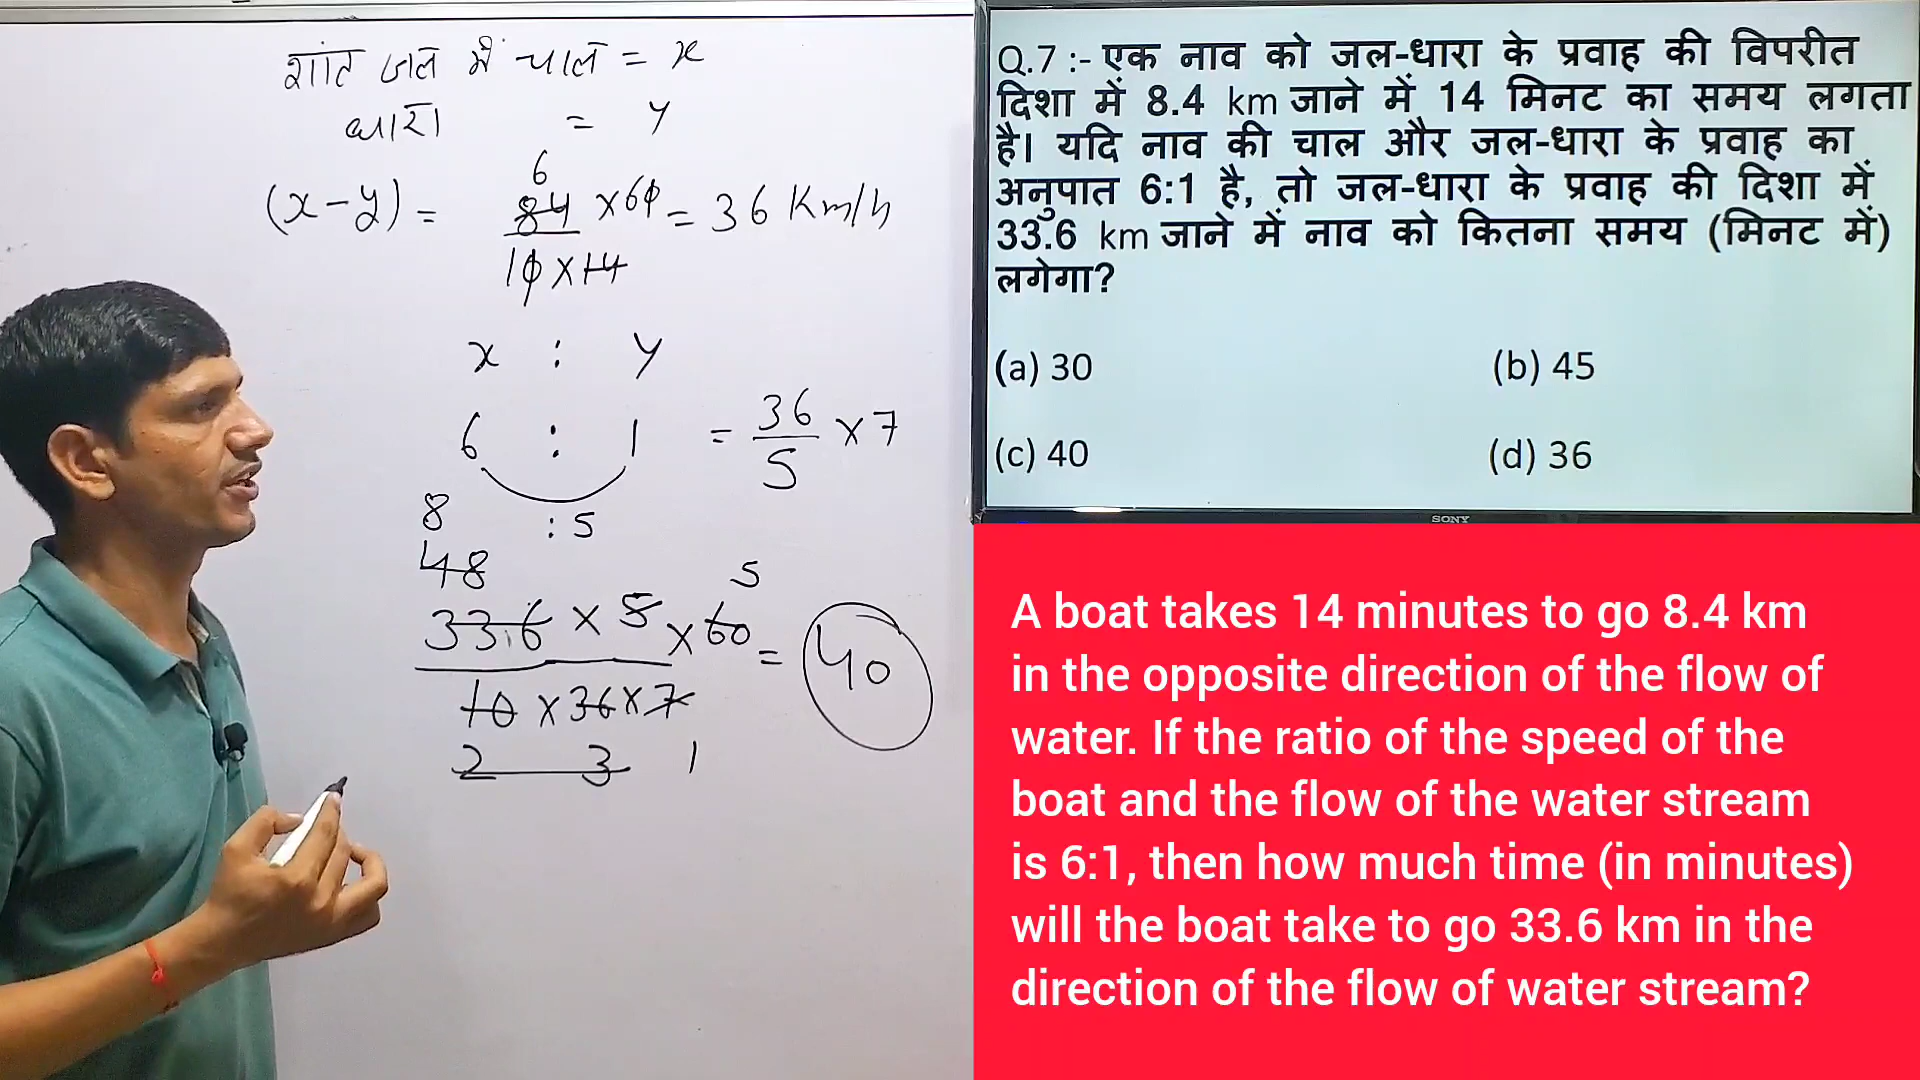 शांत जल में चाल = x
धारा = y
6
(x-y) = 84 × 60 = 36 Km/h
10 × 14
x : y
6 : 1 = 36/5 × 7
8 : 5
48 5
33.6 × 5 × 60 = 40
10 × 36 × 7
2 3 1
Q.7 :- एक नाव को जल-धारा के प्रवाह की विपरीत
दिशा में 8.4 km जाने में 14 मिनट का समय लगता
है। यदि नाव की चाल और जल-धारा के प्रवाह का
अनुपात 6:1 है, तो जल-धारा के प्रवाह की दिशा में
33.6 km जाने में नाव को कितना समय (मिनट में)
लगेगा?
(a) 30 (b) 45
(c) 40 (d) 36
SONY
A boat takes 14 minutes to go 8.4 km
in the opposite direction of the flow of
water. If the ratio of the speed of the
boat and the flow of the water stream
is 6:1, then how much time (in minutes)
will the boat take to go 33.6 km in the
direction of the flow of water stream?